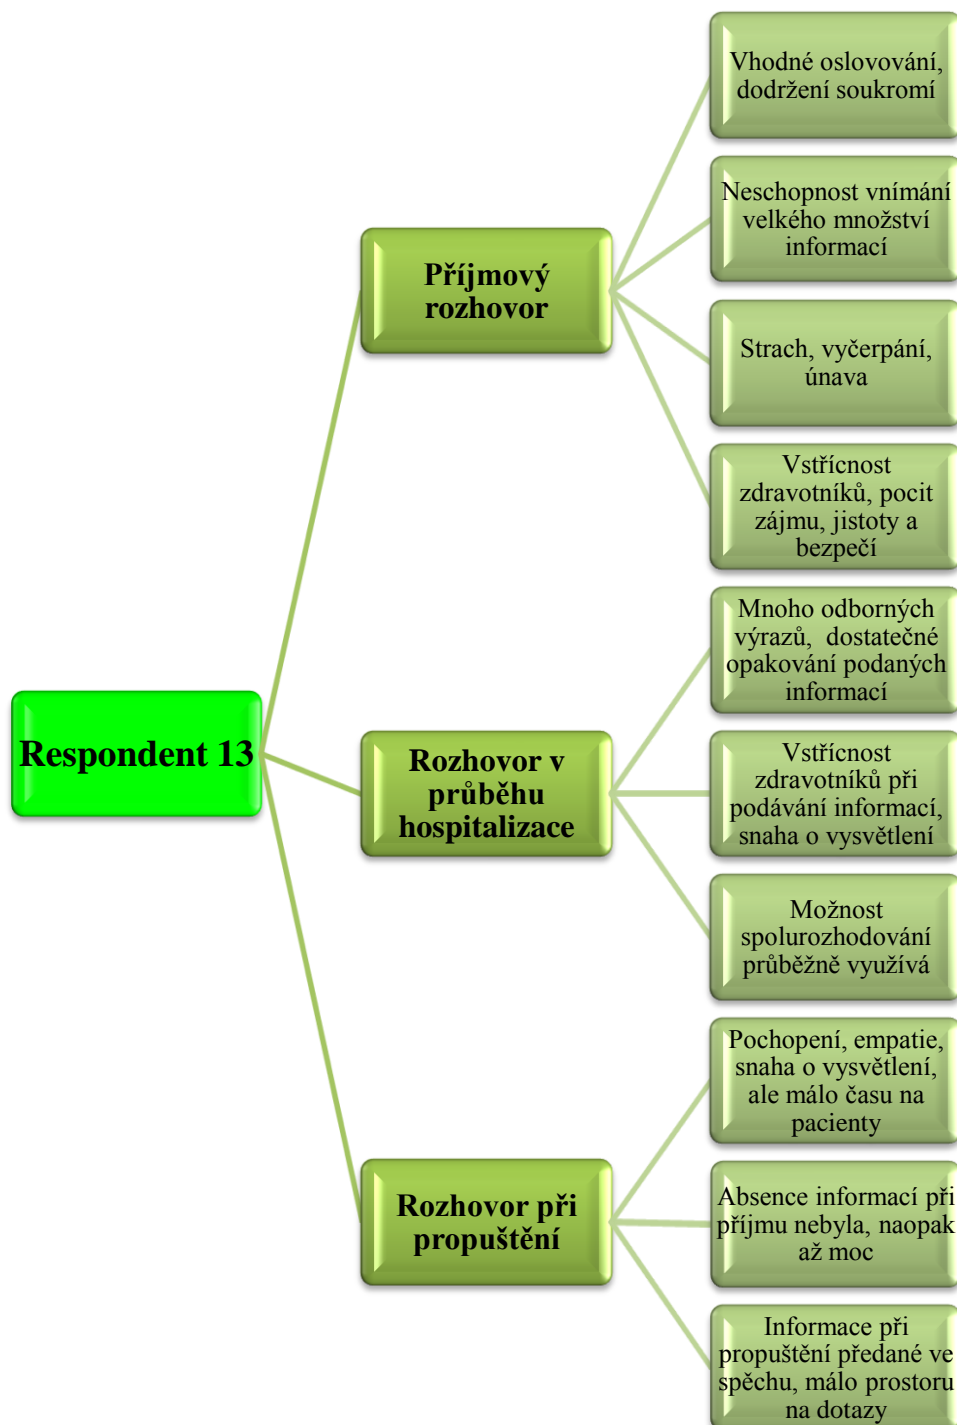 Respondent 13
Příjmový
rozhovor
Vhodné oslovování,
dodržení soukromí
Neschopnost vnímání
velkého množství
informací
Strach, vyčerpání,
únava
Vstřícnost
zdravotníků, pocit
zájmu, jistoty a
bezpečí
Rozhovor v
průběhu
hospitalizace
Mnoho odborných
výrazů,  dostatečné
opakování podaných
informací
Vstřícnost
zdravotníků při
podávání informací,
snaha o vysvětlení
Možnost
spolurozhodování
průběžně využívá
Rozhovor při
propuštění
Pochopení, empatie,
snaha o vysvětlení,
ale málo času na
pacienty
Absence informací při
příjmu nebyla, naopak
až moc
Informace při
propuštění předané ve
spěchu, málo prostoru
na dotazy